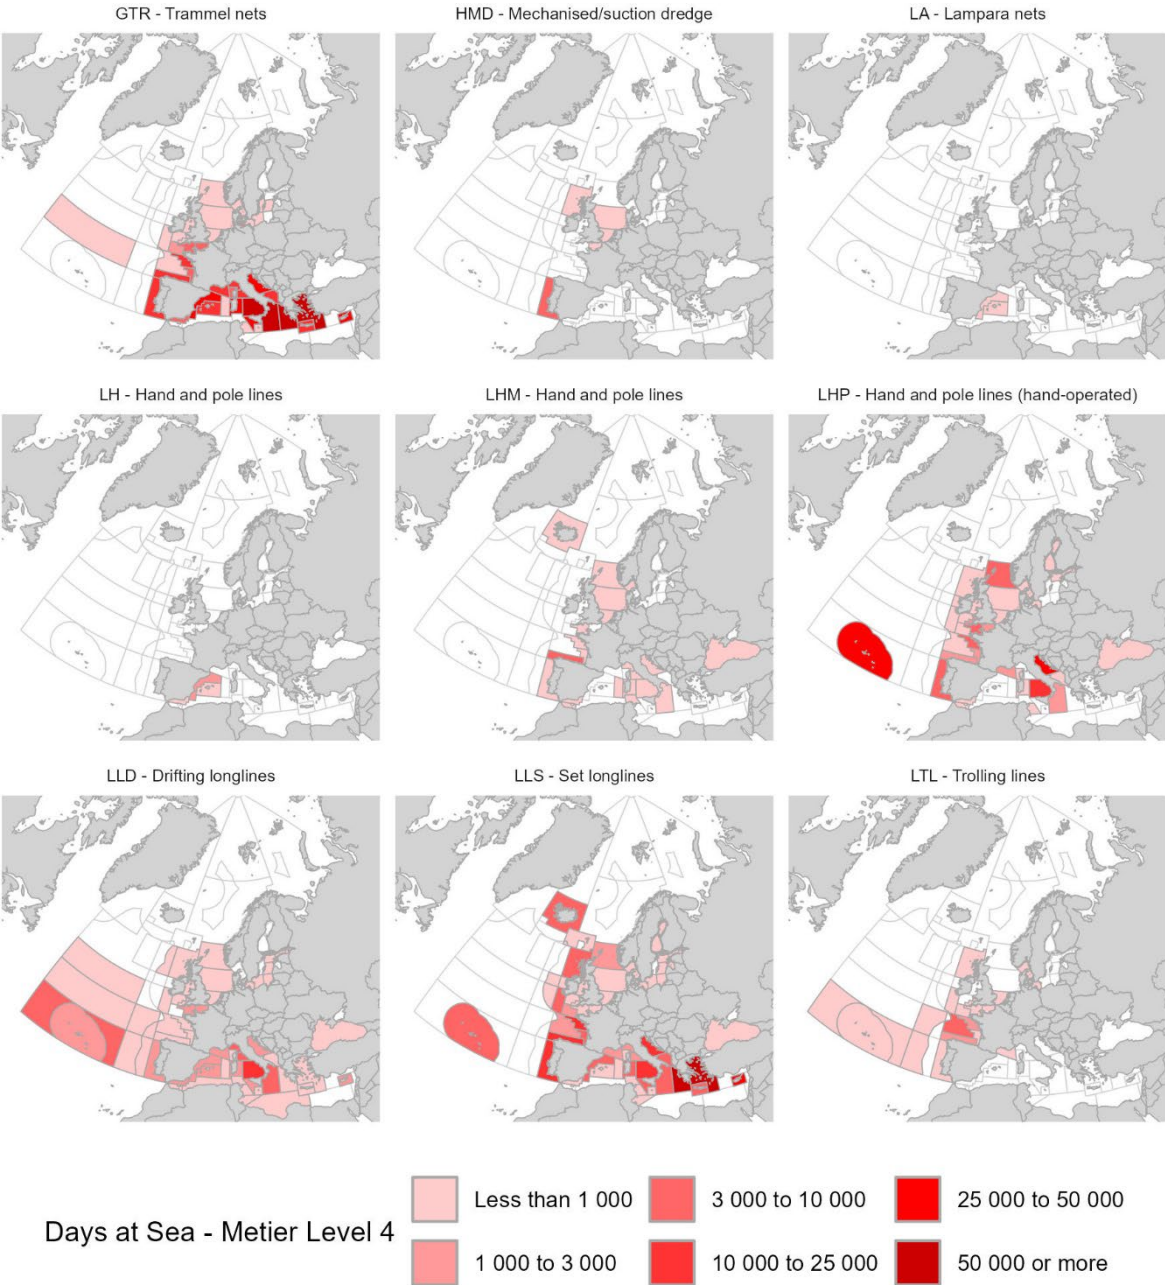 GTR - Trammel nets
HMD - Mechanised/suction dredge
LA - Lampara nets
LH - Hand and pole lines
LHM - Hand and pole lines
LHP - Hand and pole lines (hand-operated)
LLD - Drifting longlines
LLS - Set longlines
LTL - Trolling lines
Days at Sea - Metier Level 4
Less than 1 000
3 000 to 10 000
25 000 to 50 000
1 000 to 3 000
10 000 to 25 000
50 000 or more